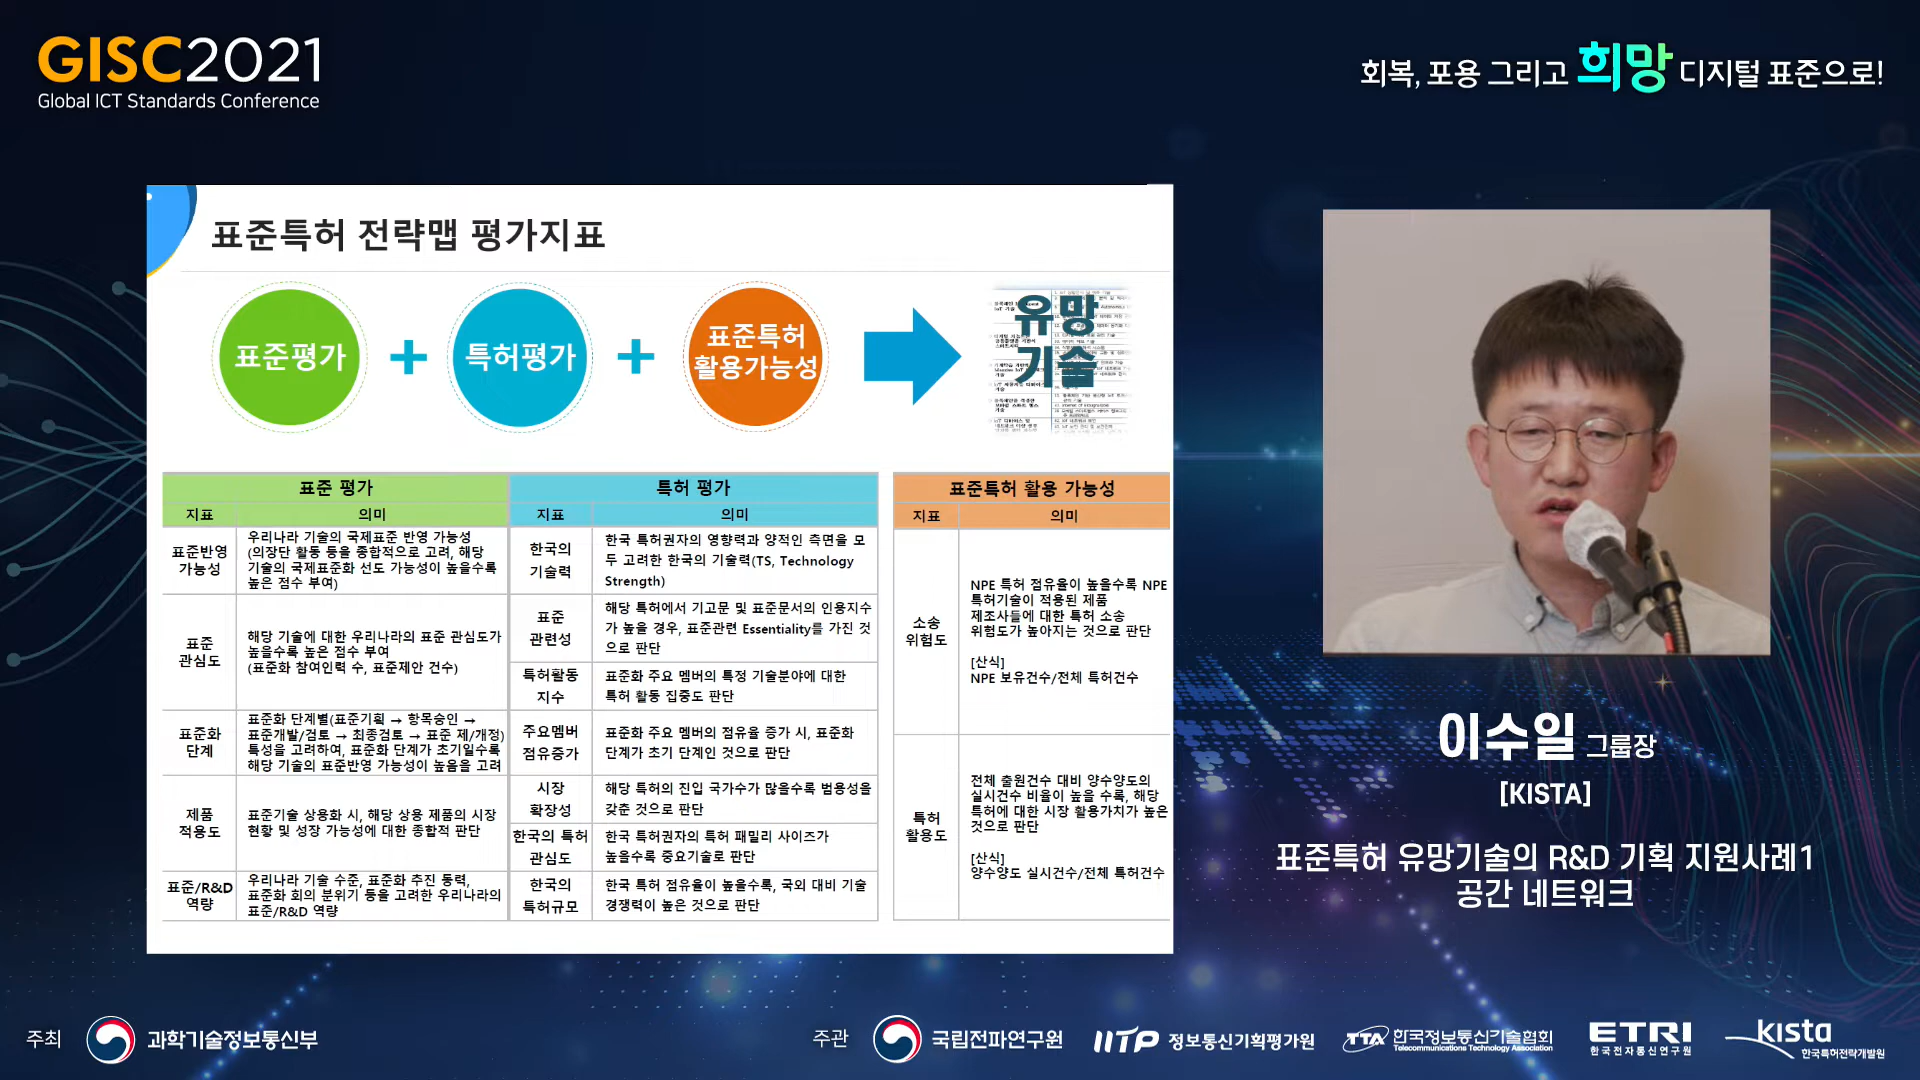 GISC2021
Global ICT Standards Conference
회복, 포용 그리고 희망 디지털 표준으로!
표준특허 전략맵 평가지표
표준평가
+
특허평가
+
표준특허
활용가능성
유망
기술
표준 평가
지표
의미
표준반영
가능성
우리나라 기술의 국제표준 반영 가능성
(의장단 활동 등을 종합적으로 고려, 해당
기술의 국제표준화 선도 가능성이 높을수록
높은 점수 부여)
표준
관심도
해당 기술에 대한 우리나라의 표준 관심도가
높을수록 높은 점수 부여
(표준화 참여인력 수, 표준제안 건수)
표준화
단계
표준화 단계별(표준기획 → 항목승인 →
표준개발/검토 → 최종검토 → 표준 제/개정)
특성을 고려하여, 표준화 단계가 초기일수록
해당 기술의 표준반영 가능성이 높음을 고려
제품
적용도
표준기술 상용화 시, 해당 상용 제품의 시장
현황 및 성장 가능성에 대한 종합적 판단
표준/R&D
역량
우리나라 기술 수준, 표준화 추진 동력,
표준화 회의 분위기 등을 고려한 우리나라의
표준/R&D 역량
특허 평가
지표
의미
한국의
기술력
한국 특허권자의 영향력과 양적인 측면을 모
두 고려한 한국의 기술력(TS, Technology
Strength)
표준
관련성
해당 특허에서 기고문 및 표준문서의 인용지수
가 높을 경우, 표준관련 Essentiality를 가진 것
으로 판단
특허활동
지수
표준화 주요 멤버의 특정 기술분야에 대한
특허 활동 집중도 판단
주요멤버
점유증가
표준화 주요 멤버의 점유율 증가 시, 표준화
단계가 초기 단계인 것으로 판단
시장
확장성
해당 특허의 진입 국가수가 많을수록 범용성을
갖춘 것으로 판단
한국의 특허
관심도
한국 특허권자의 특허 패밀리 사이즈가
높을수록 중요기술로 판단
한국의
특허규모
한국 특허 점유율이 높을수록, 국외 대비 기술
경쟁력이 높은 것으로 판단
표준특허 활용 가능성
지표
의미
소송
위험도
NPE 특허 점유율이 높을수록 NPE
특허기술이 적용된 제품
제조사들에 대한 특허 소송
위험도가 높아지는 것으로 판단
[산식]
NPE 보유건수/전체 특허건수
특허
활용도
전체 출원건수 대비 양수양도의
실시건수 비율이 높을 수록, 해당
특허에 대한 시장 활용가치가 높은
것으로 판단
[산식]
양수양도 실시건수/전체 특허건수
이수일 그룹장
[KISTA]
표준특허 유망기술의 R&D 기획 지원사례1
공간 네트워크
주최
과학기술정보통신부
주관
국립전파연구원
IITP 정보통신기획평가원
TTA 한국정보통신기술협회
Telecommunications Technology Association
ETRI
한국전자통신연구원
kista
한국특허전략개발원